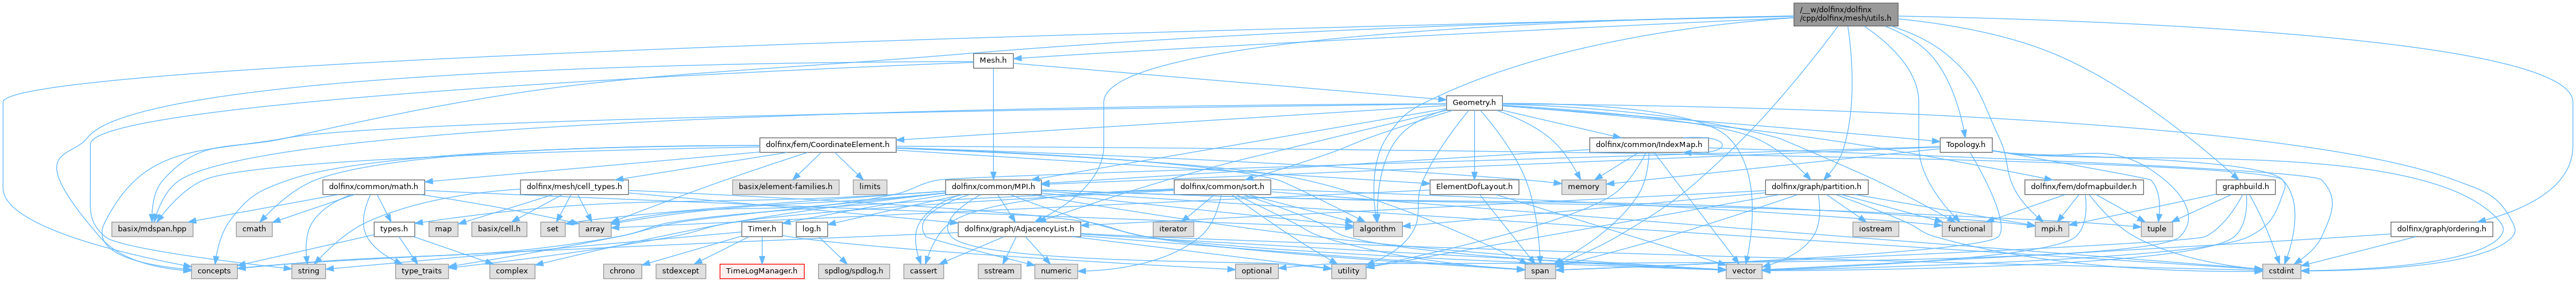 /__w/dolfinx/dolfinx
/cpp/dolfinx/mesh/utils.h
Mesh.h
Geometry.h
dolfinx/fem/CoordinateElement.h
dolfinx/common/IndexMap.h
Topology.h
dolfinx/common/math.h
dolfinx/mesh/cell_types.h
basix/element-families.h
limits
dolfinx/common/MPI.h
dolfinx/common/sort.h
ElementDofLayout.h
memory
dolfinx/graph/partition.h
dolfinx/fem/dofmapbuilder.h
graphbuild.h
basix/mdspan.hpp
cmath
types.h
map
basix/cell.h
set
array
Timer.h
log.h
dolfinx/graph/AdjacencyList.h
iterator
algorithm
iostream
functional
mpi.h
tuple
dolfinx/graph/ordering.h
concepts
string
type_traits
complex
chrono
stdexcept
TimeLogManager.h
spdlog/spdlog.h
cassert
sstream
numeric
optional
utility
span
vector
cstdint